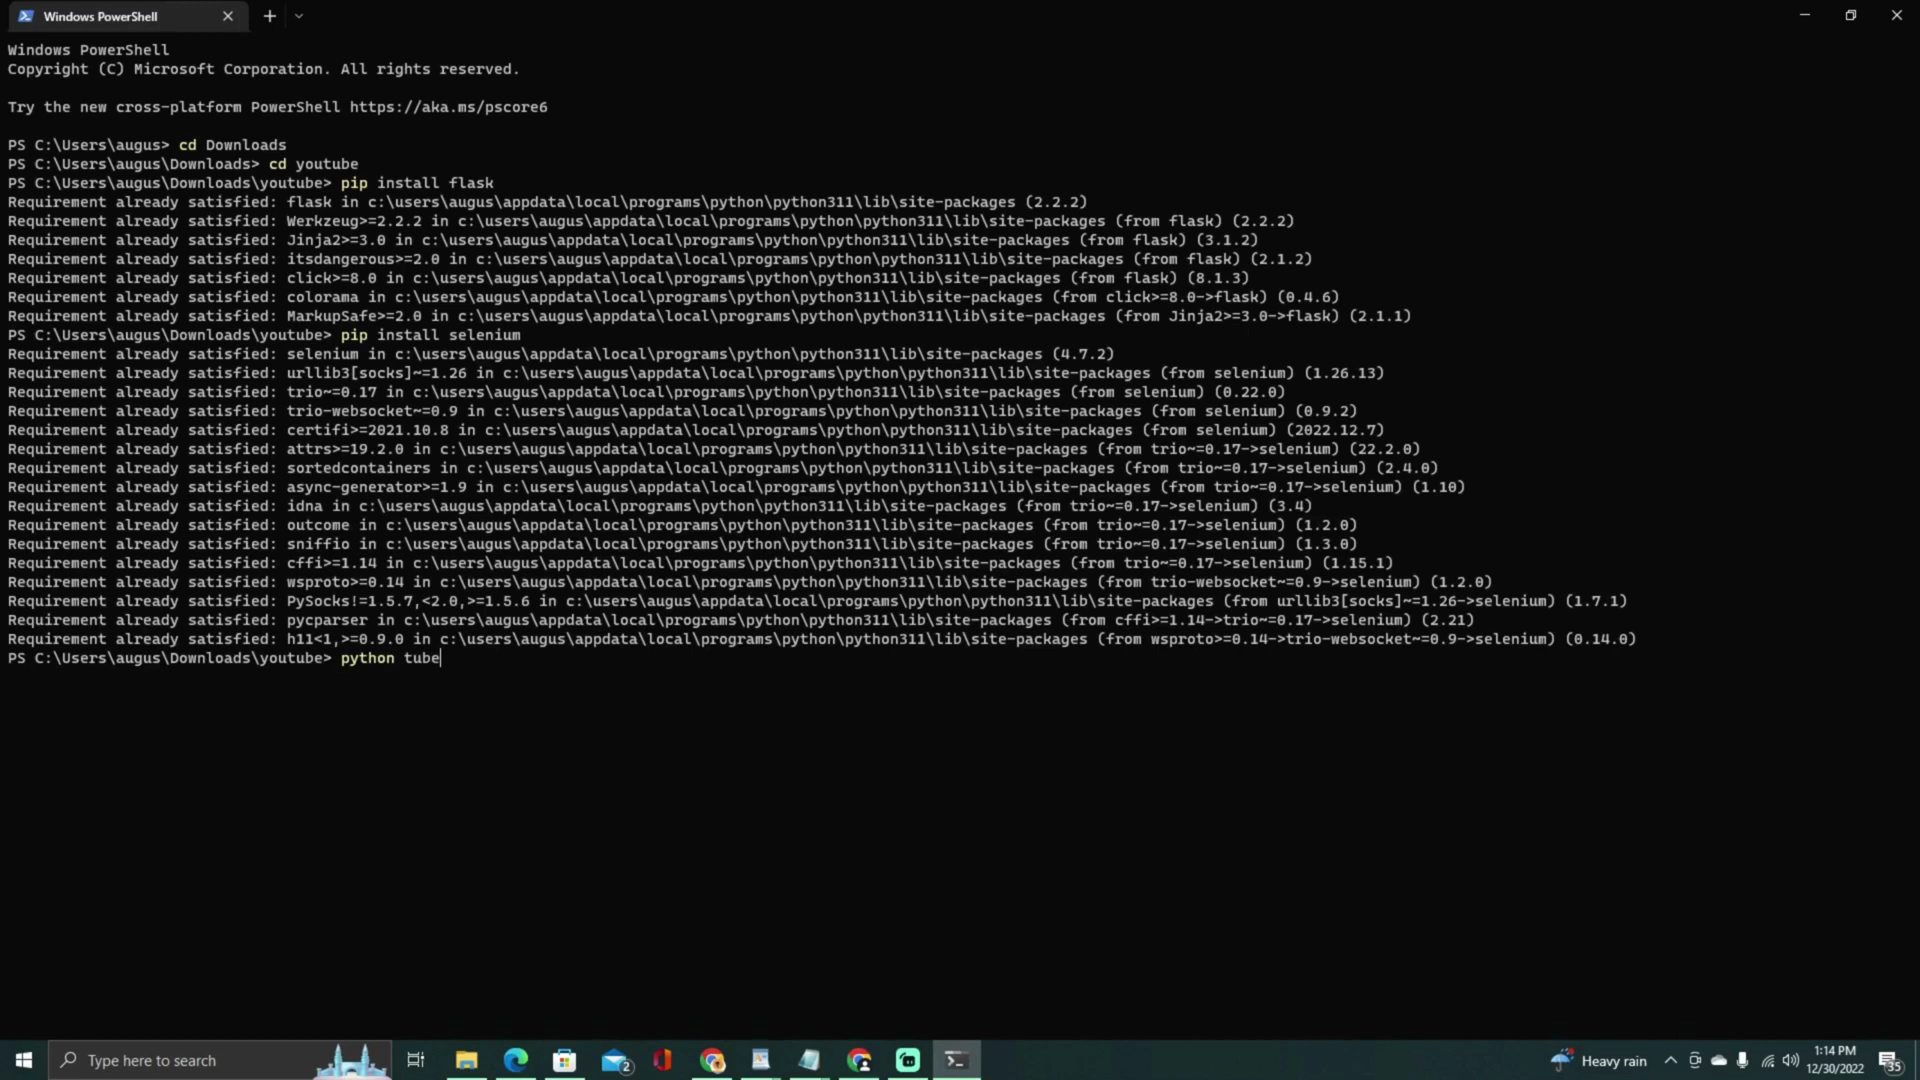 Windows PowerShell
Windows PowerShell
Copyright (C) Microsoft Corporation. All rights reserved.
Try the new cross-platform PowerShell https://aka.ms/pscore6
PS C:\Users\augus> cd Downloads
PS C:\Users\augus\Downloads> cd youtube
PS C:\Users\augus\Downloads\youtube> pip install flask
Requirement already satisfied: flask in c:\users\augus\appdata\local\programs\python\python311\lib\site-packages (2.2.2)
Requirement already satisfied: Werkzeug>=2.2.2 in c:\users\augus\appdata\local\programs\python\python311\lib\site-packages (from flask) (2.2.2)
Requirement already satisfied: Jinja2>=3.0 in c:\users\augus\appdata\local\programs\python\python311\lib\site-packages (from flask) (3.1.2)
Requirement already satisfied: itsdangerous>=2.0 in c:\users\augus\appdata\local\programs\python\python311\lib\site-packages (from flask) (2.1.2)
Requirement already satisfied: click>=8.0 in c:\users\augus\appdata\local\programs\python\python311\lib\site-packages (from flask) (8.1.3)
Requirement already satisfied: colorama in c:\users\augus\appdata\local\programs\python\python311\lib\site-packages (from click>=8.0->flask) (0.4.6)
Requirement already satisfied: MarkupSafe>=2.0 in c:\users\augus\appdata\local\programs\python\python311\lib\site-packages (from Jinja2>=3.0->flask) (2.1.1)
PS C:\Users\augus\Downloads\youtube> pip install selenium
Requirement already satisfied: selenium in c:\users\augus\appdata\local\programs\python\python311\lib\site-packages (4.7.2)
Requirement already satisfied: urllib3[socks]~=1.26 in c:\users\augus\appdata\local\programs\python\python311\lib\site-packages (from selenium) (1.26.13)
Requirement already satisfied: trio~=0.17 in c:\users\augus\appdata\local\programs\python\python311\lib\site-packages (from selenium) (0.22.0)
Requirement already satisfied: trio-websocket~=0.9 in c:\users\augus\appdata\local\programs\python\python311\lib\site-packages (from selenium) (0.9.2)
Requirement already satisfied: certifi>=2021.10.8 in c:\users\augus\appdata\local\programs\python\python311\lib\site-packages (from selenium) (2022.12.7)
Requirement already satisfied: attrs>=19.2.0 in c:\users\augus\appdata\local\programs\python\python311\lib\site-packages (from trio~=0.17->selenium) (22.2.0)
Requirement already satisfied: sortedcontainers in c:\users\augus\appdata\local\programs\python\python311\lib\site-packages (from trio~=0.17->selenium) (2.4.0)
Requirement already satisfied: async-generator>=1.9 in c:\users\augus\appdata\local\programs\python\python311\lib\site-packages (from trio~=0.17->selenium) (1.10)
Requirement already satisfied: idna in c:\users\augus\appdata\local\programs\python\python311\lib\site-packages (from trio~=0.17->selenium) (3.4)
Requirement already satisfied: outcome in c:\users\augus\appdata\local\programs\python\python311\lib\site-packages (from trio~=0.17->selenium) (1.2.0)
Requirement already satisfied: sniffio in c:\users\augus\appdata\local\programs\python\python311\lib\site-packages (from trio~=0.17->selenium) (1.3.0)
Requirement already satisfied: cffi>=1.14 in c:\users\augus\appdata\local\programs\python\python311\lib\site-packages (from trio~=0.17->selenium) (1.15.1)
Requirement already satisfied: wsproto>=0.14 in c:\users\augus\appdata\local\programs\python\python311\lib\site-packages (from trio-websocket~=0.9->selenium) (1.2.0)
Requirement already satisfied: PySocks!=1.5.7,<2.0,>=1.5.6 in c:\users\augus\appdata\local\programs\python\python311\lib\site-packages (from urllib3[socks]~=1.26->selenium) (1.7.1)
Requirement already satisfied: pycparser in c:\users\augus\appdata\local\programs\python\python311\lib\site-packages (from cffi>=1.14->trio~=0.17->selenium) (2.21)
Requirement already satisfied: h11<1,>=0.9.0 in c:\users\augus\appdata\local\programs\python\python311\lib\site-packages (from wsproto>=0.14->trio-websocket~=0.9->selenium) (0.14.0)
PS C:\Users\augus\Downloads\youtube> python tube
Type here to search
2
Heavy rain
1:14 PM
12/30/2022
35